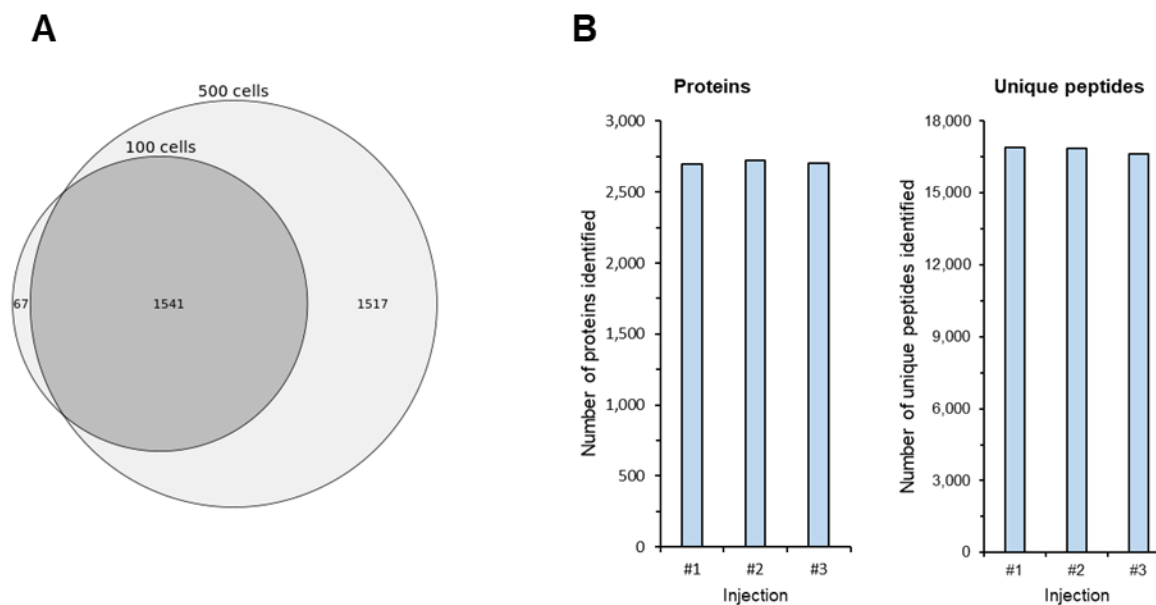 A
500 cells
100 cells
67
1541
1517
B
Proteins
Number of proteins identified
3,000
2,500
2,000
1,500
1,000
500
0
#1 #2 #3
Injection
Unique peptides
Number of unique peptides identified
18,000
15,000
12,000
9,000
6,000
3,000
0
#1 #2 #3
Injection